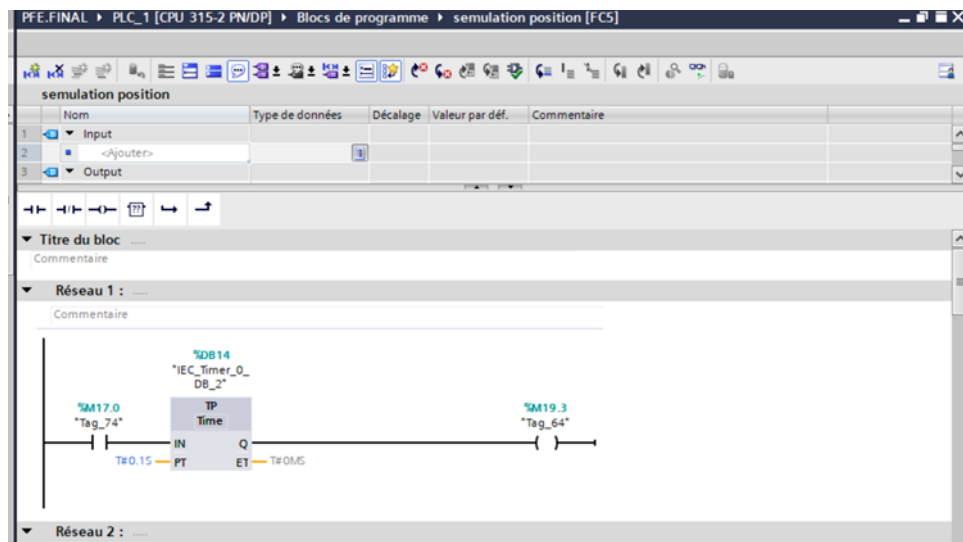 PFE.FINAL ▸ PLC_1 [CPU 315-2 PN/DP] ▸ Blocs de programme ▸ semulation position [FC5]
semulation position
Nom Type de données Décalage Valeur par déf. Commentaire
1 Input
2 <Ajouter>
3 Output
Titre du bloc
Commentaire
Réseau 1 :
Commentaire
%DB14
"IEC_Timer_0_
DB_2"
%M17.0 TP %M19.3
"Tag_74" Time "Tag_64"
IN Q
T#0.1S PT ET T#0MS
Réseau 2 :